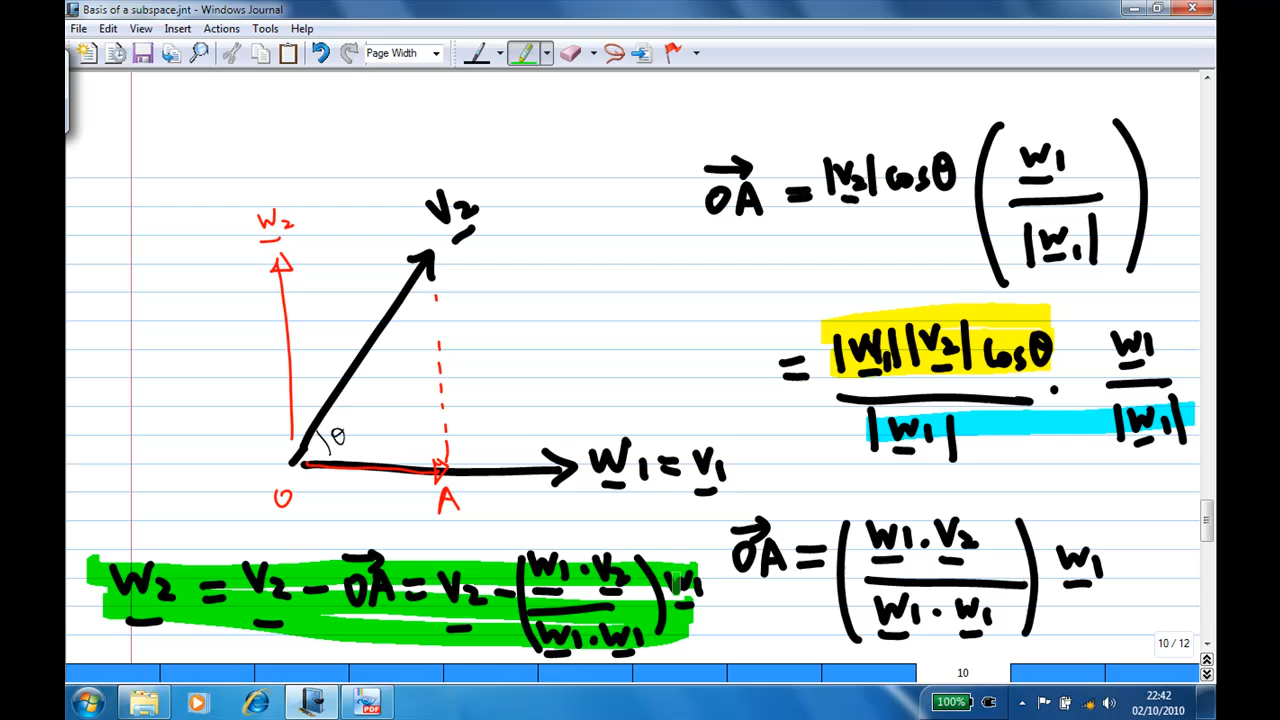 Basis of a subspace.jnt - Windows Journal
File Edit View Insert Actions Tools Help
Page Width
OA = |v2| cosθ (w1 / |w1|)
w2
v2
= |w1||v2| cosθ / |w1| · w1 / |w1|
θ
w1 = v1
O A
OA = (w1·v2 / w1·w1) w1
w2 = v2 - OA = v2 - (w1·v2 / w1·w1) w1
10 / 12
10
100%
22:42
02/10/2010
PDF